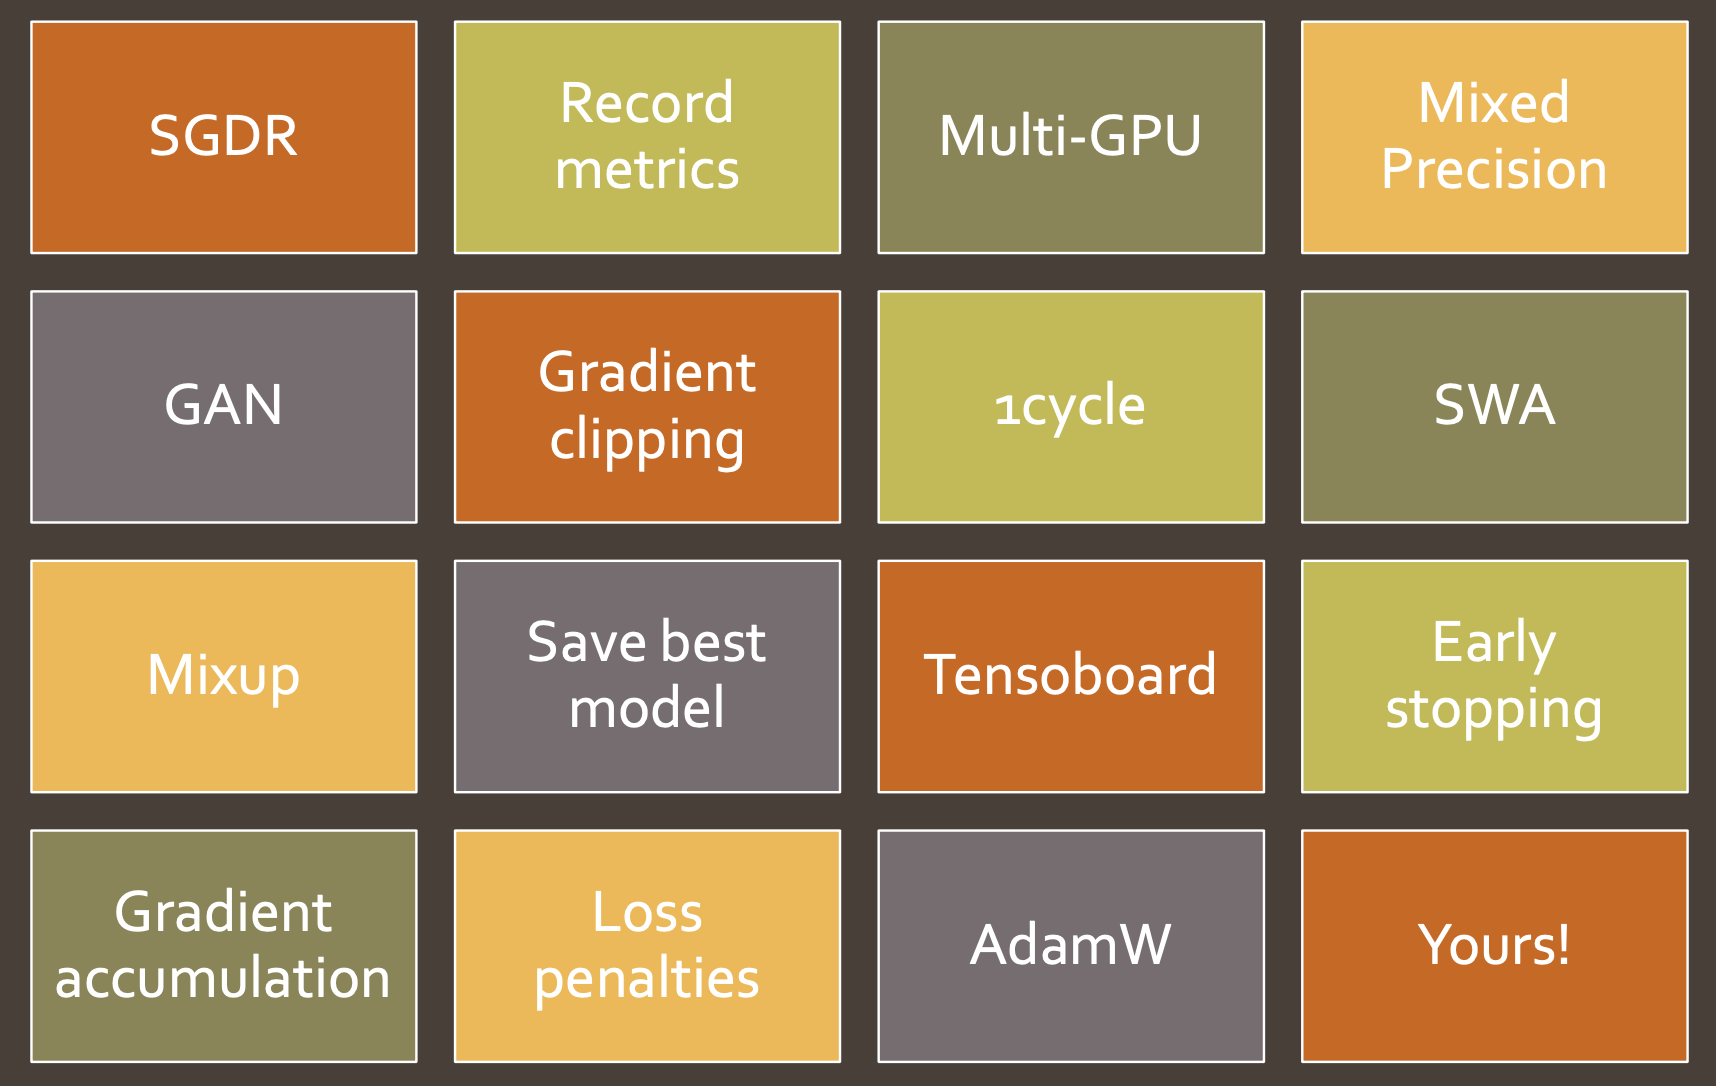 SGDR
Record
metrics
Multi-GPU
Mixed
Precision
GAN
Gradient
clipping
1cycle
SWA
Mixup
Save best
model
Tensoboard
Early
stopping
Gradient
accumulation
Loss
penalties
AdamW
Yours!